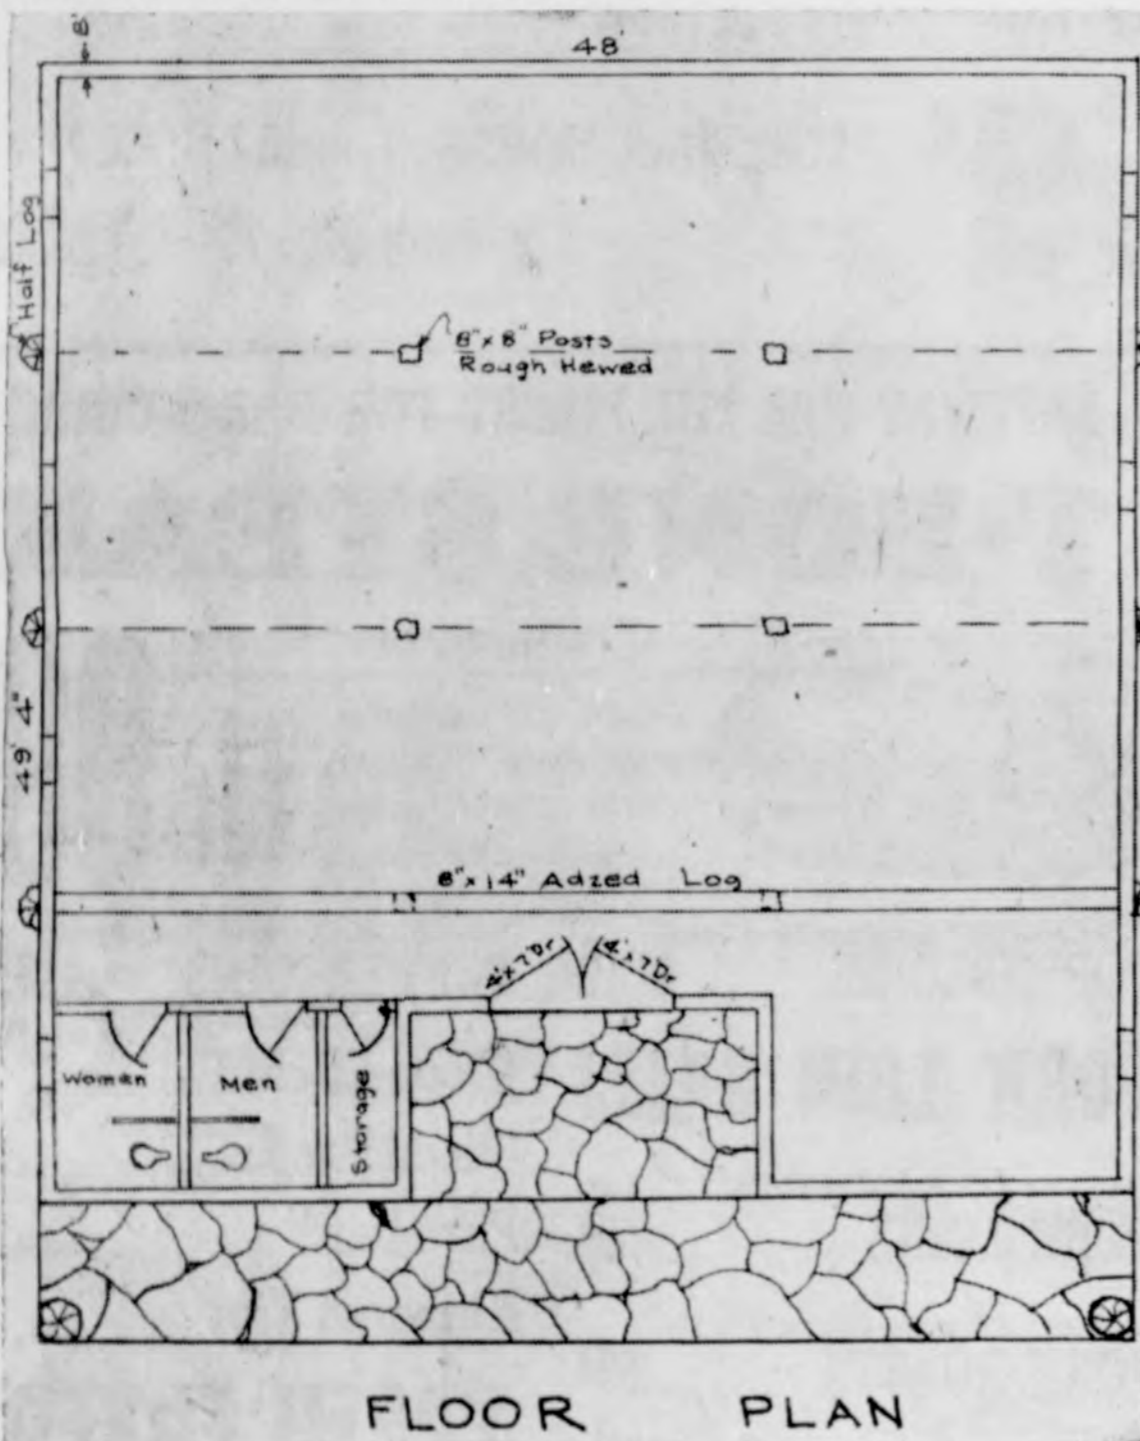 8"
48'
Half Log
8" x 8" Posts
Rough Hewed
49' 4"
8" x 14" Adzed Log
4' x 7' Dr
4' x 7' Dr
Woman
Men
Storage
FLOOR PLAN